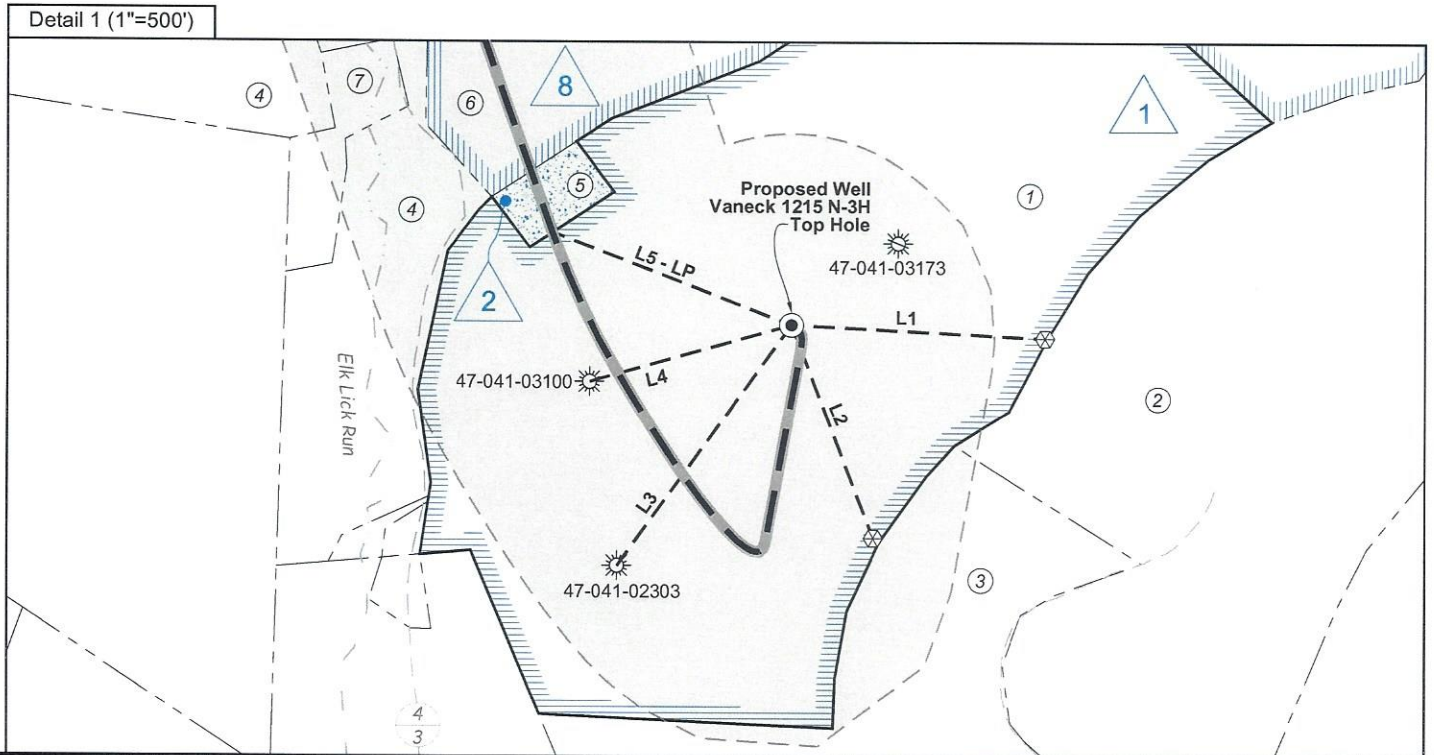 Detail 1 (1"=500')
4
7
6
8
1
5
1
4
Proposed Well
Vaneck 1215 N-3H
Top Hole
47-041-03173
L5 - LP
2
L1
Elk Lick Run
47-041-03100
L4
L2
2
L3
3
47-041-02303
4
3